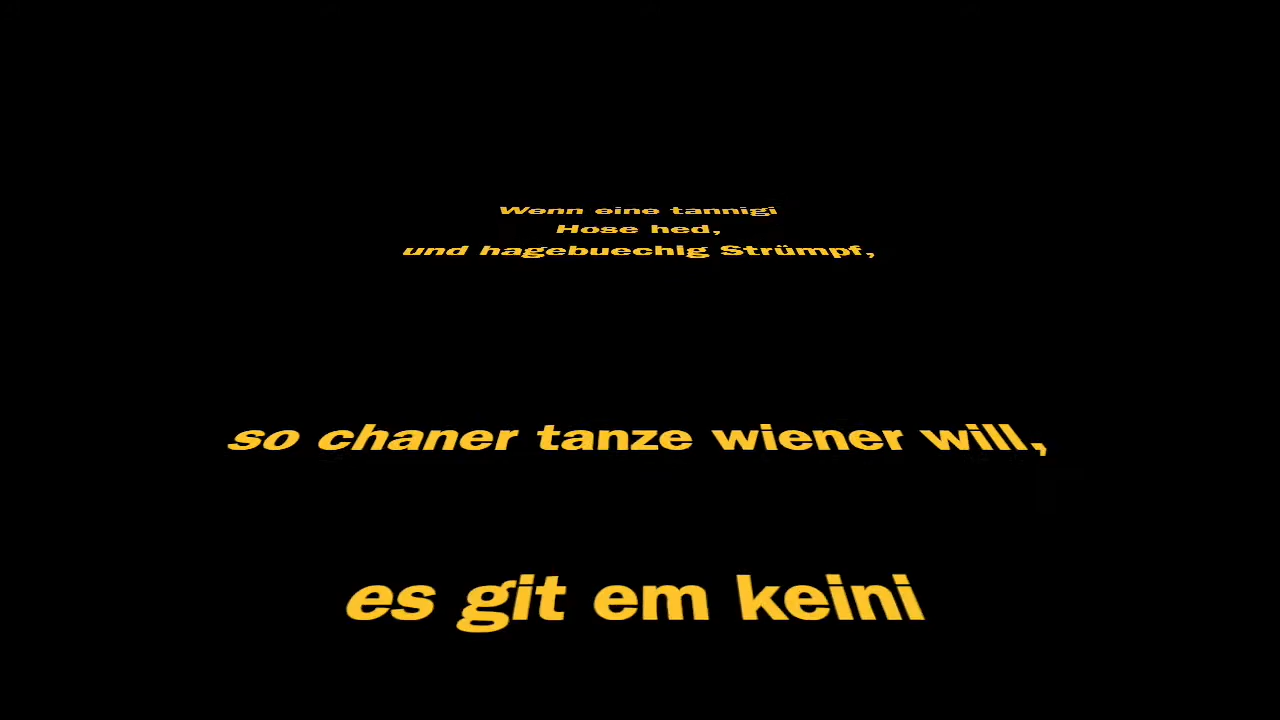 Wenn eine tannigi
Hose hed,
und hagebuechig Strümpf,
so chaner tanze wiener will,
es git em keini